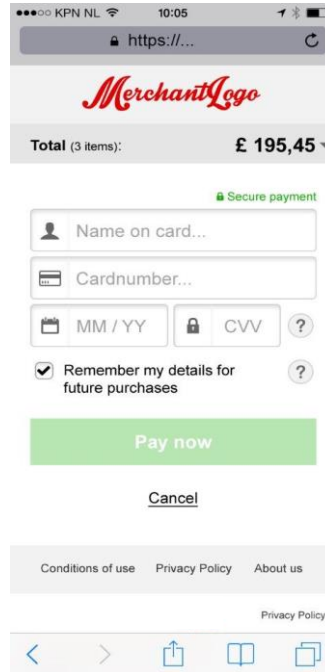 KPN NL 10:05
https://...
MerchantLogo
Total (3 items): £ 195,45
Secure payment
Name on card...
Cardnumber...
MM / YY CVV ?
Remember my details for ?
future purchases
Pay now
Cancel
Conditions of use Privacy Policy About us
Privacy Policy